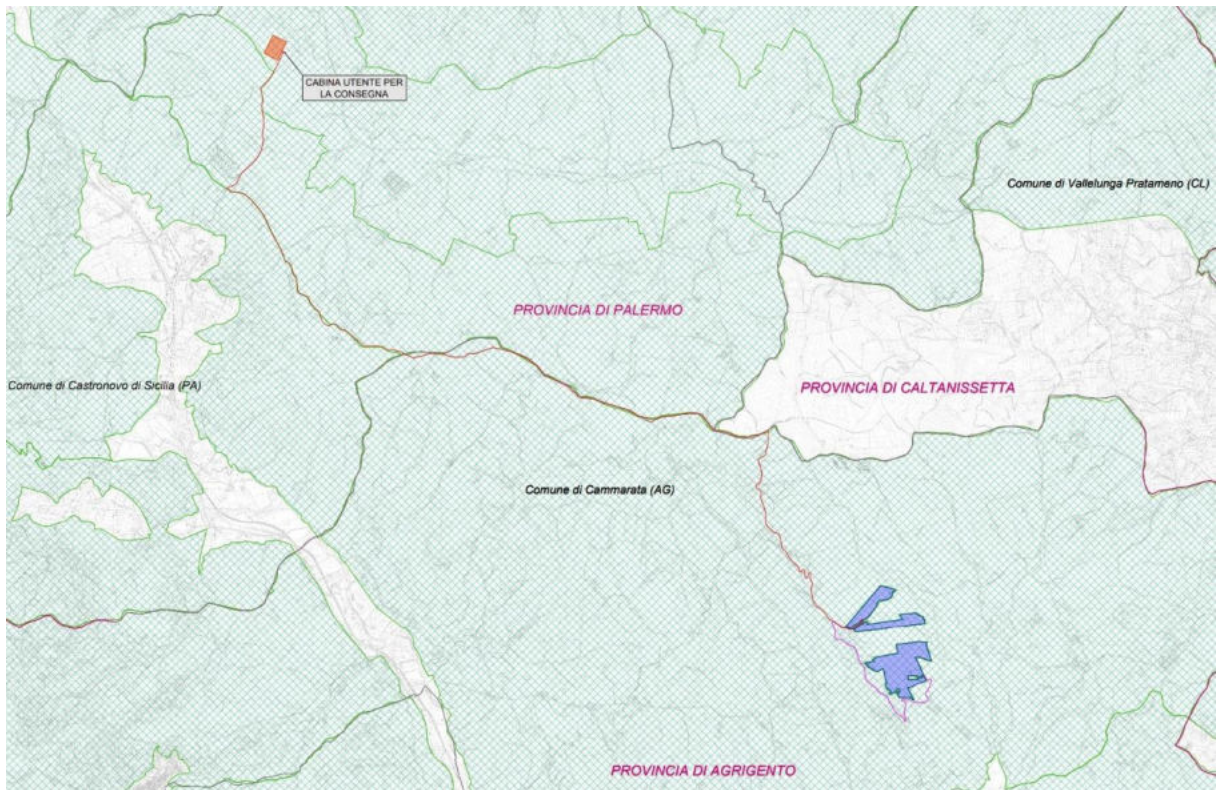 CABINA UTENTE PER
LA CONSEGNA
Comune di Vallelunga Pratameno (CL)
PROVINCIA DI PALERMO
Comune di Castronovo di Sicilia (PA)
PROVINCIA DI CALTANISSETTA
Comune di Cammarata (AG)
PROVINCIA DI AGRIGENTO